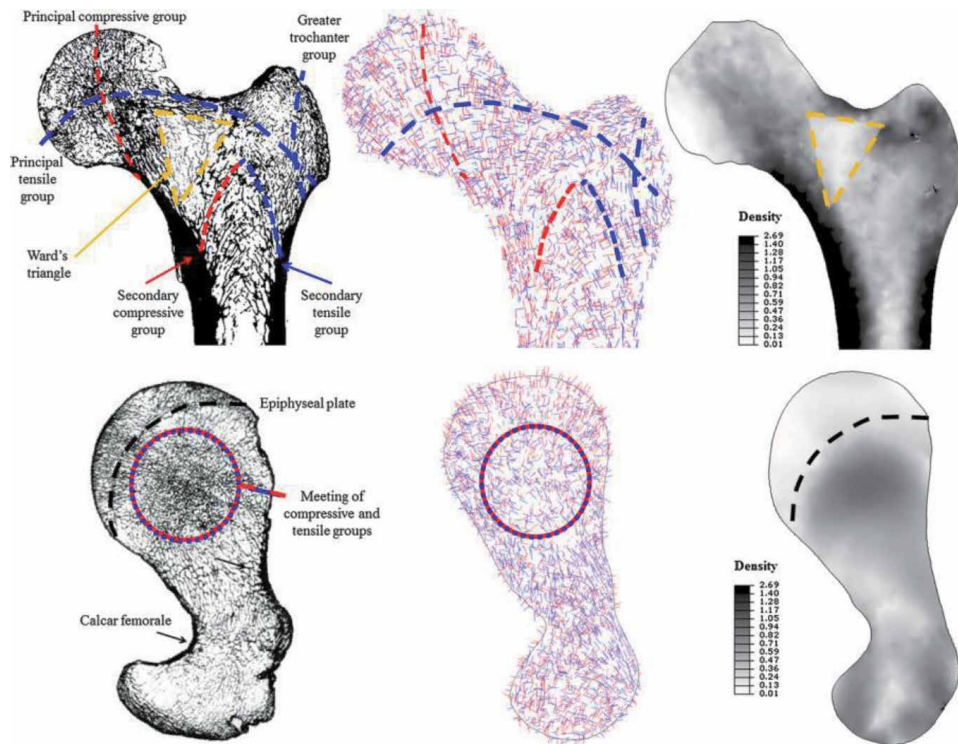 Principal compressive group
Greater
trochanter
group
Principal
tensile
group
Ward's
triangle
Secondary
compressive
group
Secondary
tensile
group
Density
2.69
1.40
1.28
1.17
1.05
0.94
0.82
0.71
0.59
0.47
0.36
0.24
0.13
0.01
Epiphyseal plate
Meeting of
compressive and
tensile groups
Calcar femorale
Density
2.69
1.40
1.28
1.17
1.05
0.94
0.82
0.71
0.59
0.47
0.36
0.24
0.13
0.01